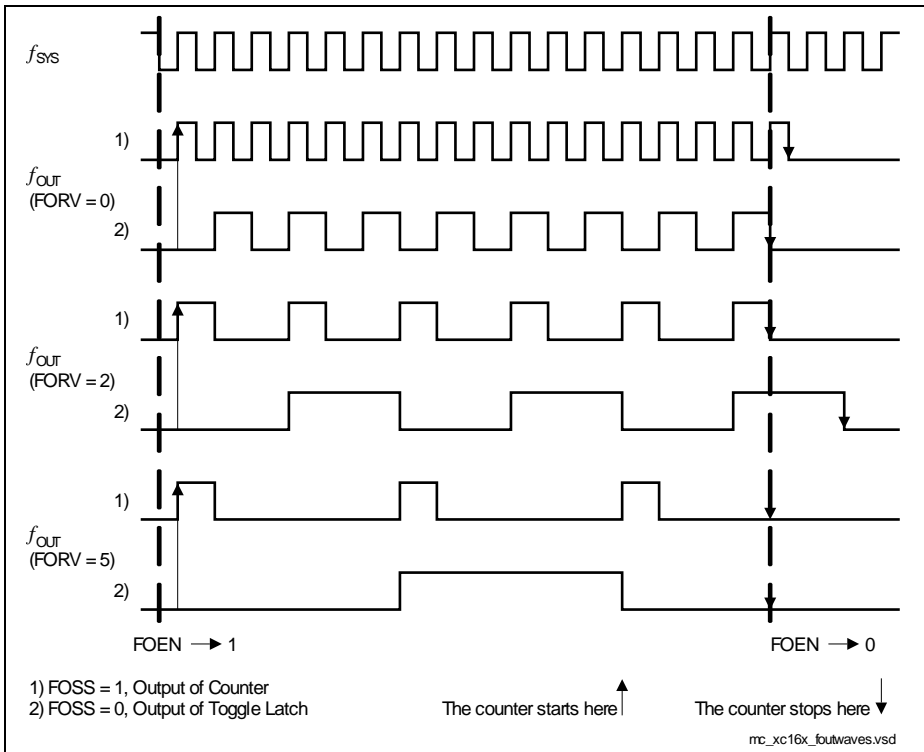 fSYS
1)
fOUT
(FORV = 0)
2)
1)
fOUT
(FORV = 2)
2)
1)
fOUT
(FORV = 5)
2)
FOEN → 1
FOEN → 0
1) FOSS = 1, Output of Counter
2) FOSS = 0, Output of Toggle Latch
The counter starts here
The counter stops here
mc_xc16x_foutwaves.vsd